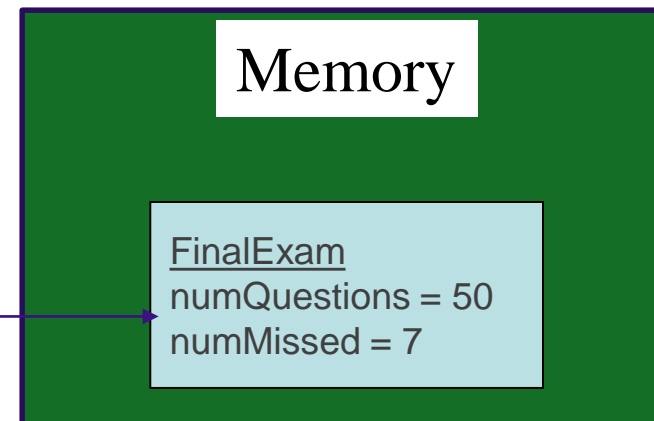 Memory
FinalExam
numQuestions = 50
numMissed = 7